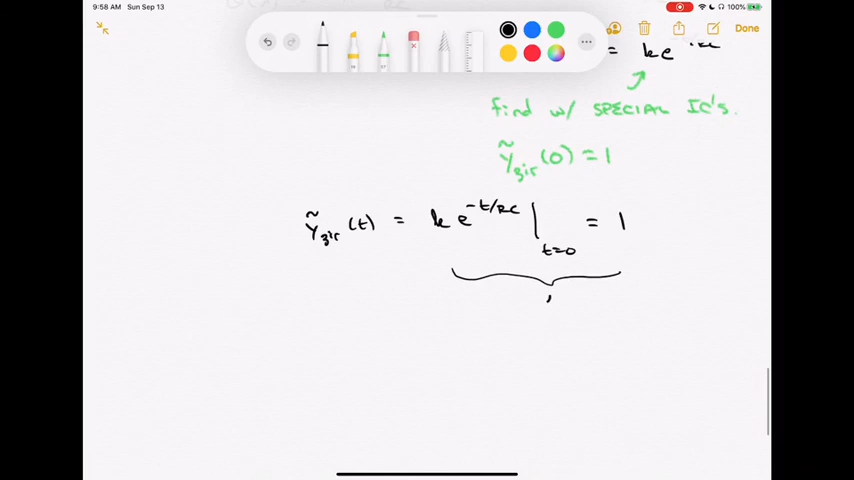 9:58 AM Sun Sep 13
100%
Done
= ke
find w/ SPECIAL IC's.
ỹzir(0) = 1
ỹzir(t) = k e^-t/RC |t=0 = 1